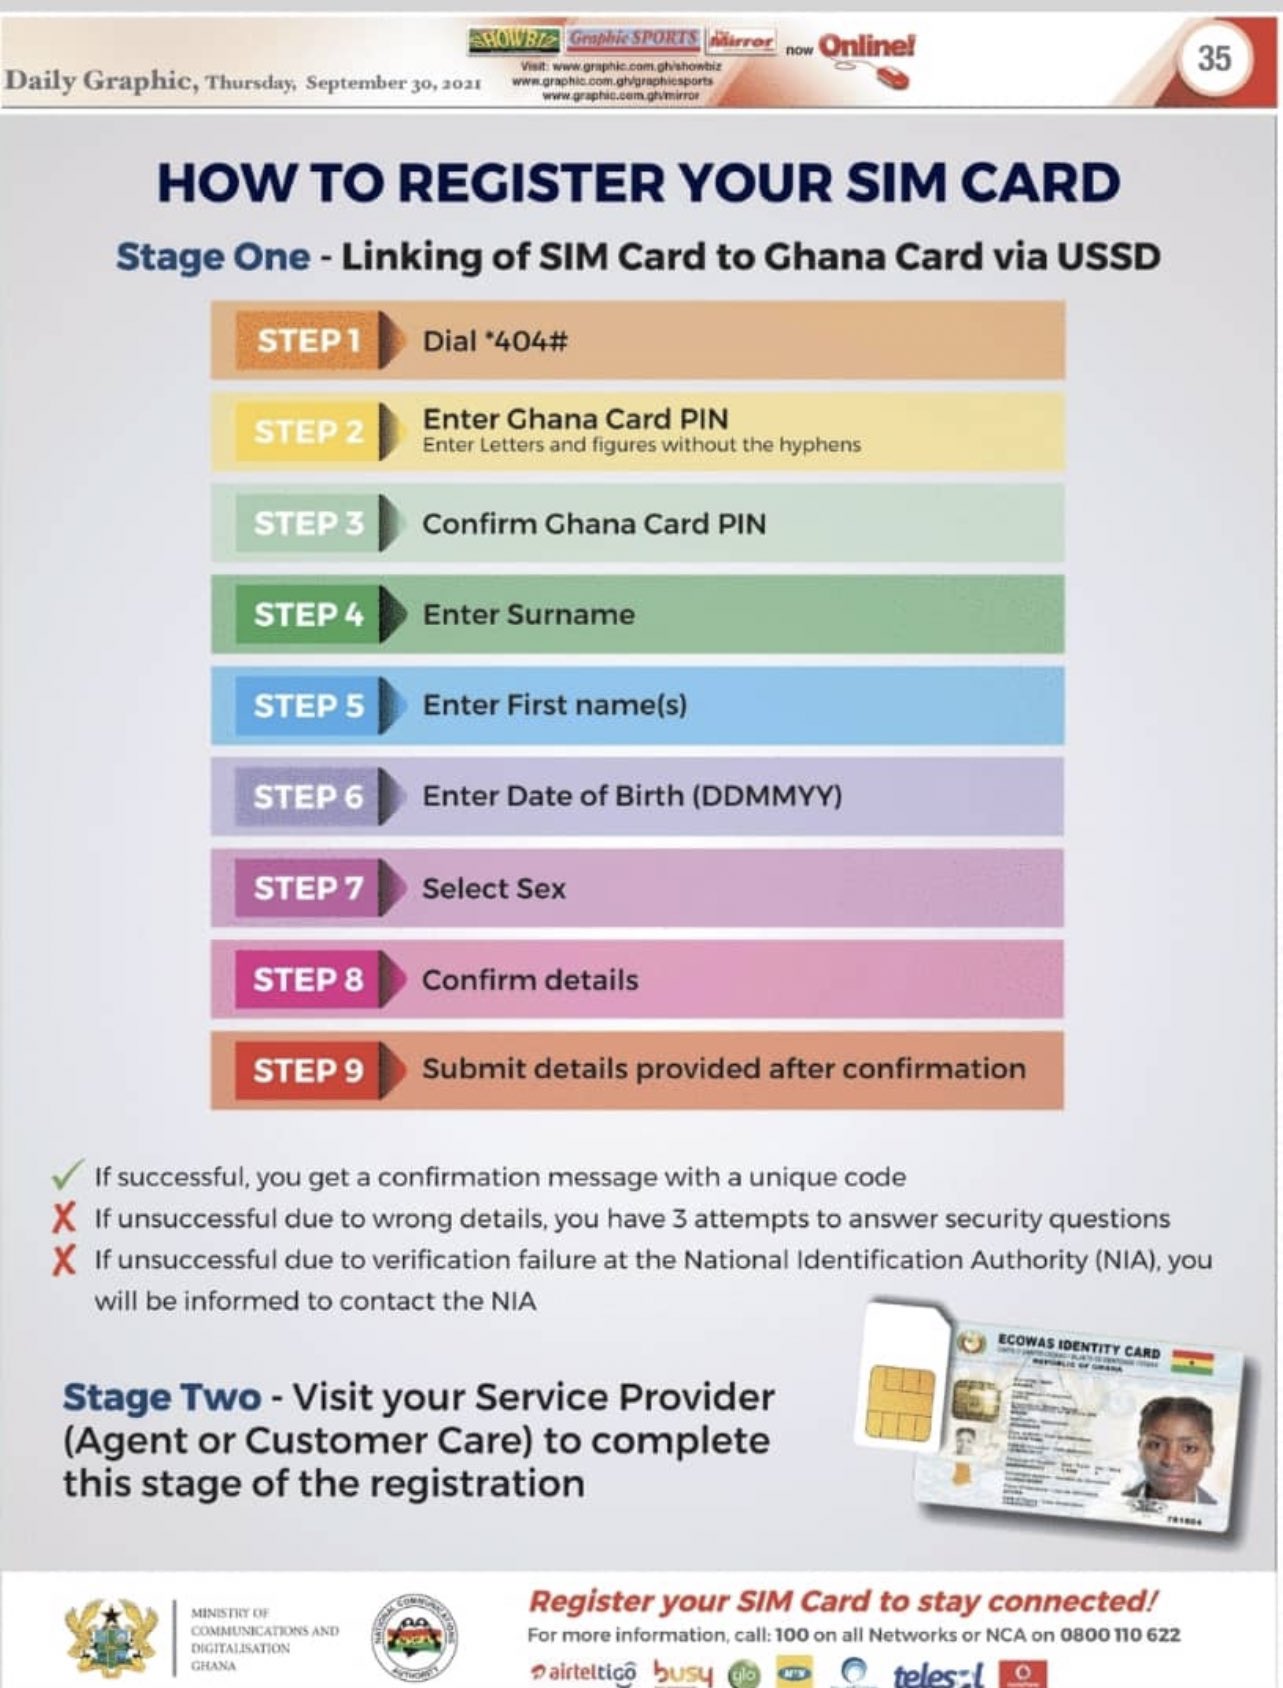 SHOWBIZ Graphic SPORTS The Mirror now Online!
Visit: www.graphic.com.gh/showbiz
www.graphic.com.gh/graphicsports
www.graphic.com.gh/mirror
Daily Graphic, Thursday, September 30, 2021
35
HOW TO REGISTER YOUR SIM CARD
Stage One - Linking of SIM Card to Ghana Card via USSD
STEP 1 Dial *404#
STEP 2 Enter Ghana Card PIN
Enter Letters and figures without the hyphens
STEP 3 Confirm Ghana Card PIN
STEP 4 Enter Surname
STEP 5 Enter First name(s)
STEP 6 Enter Date of Birth (DDMMYY)
STEP 7 Select Sex
STEP 8 Confirm details
STEP 9 Submit details provided after confirmation
✓ If successful, you get a confirmation message with a unique code
X If unsuccessful due to wrong details, you have 3 attempts to answer security questions
X If unsuccessful due to verification failure at the National Identification Authority (NIA), you
will be informed to contact the NIA
ECOWAS IDENTITY CARD
REPUBLIC OF GHANA
Stage Two - Visit your Service Provider
(Agent or Customer Care) to complete
this stage of the registration
MINISTRY OF
COMMUNICATIONS AND
DIGITALISATION
GHANA
NATIONAL COMMUNICATIONS
AUTHORITY
Register your SIM Card to stay connected!
For more information, call: 100 on all Networks or NCA on 0800 110 622
airteltigo busy glo MTN telesol vodafone